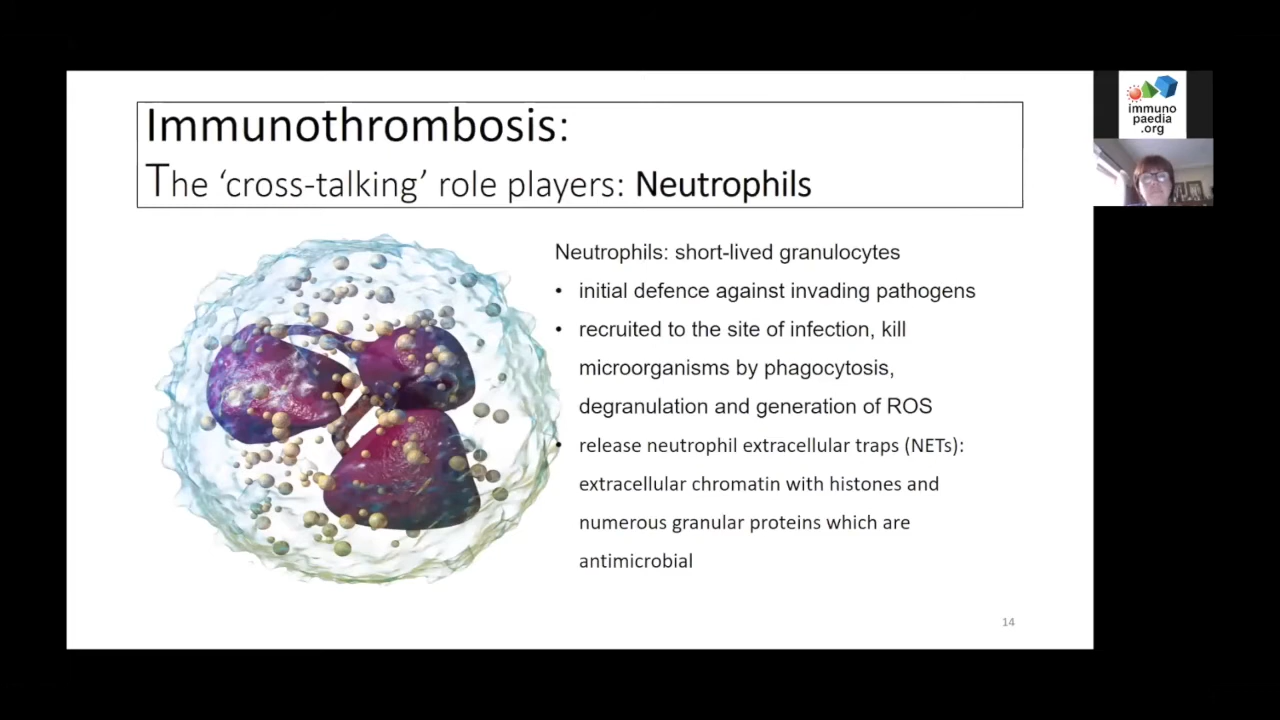 Immunothrombosis:
The ‘cross-talking’ role players: Neutrophils
immuno
paedia
.org
Neutrophils: short-lived granulocytes
• initial defence against invading pathogens
• recruited to the site of infection, kill
microorganisms by phagocytosis,
degranulation and generation of ROS
• release neutrophil extracellular traps (NETs):
extracellular chromatin with histones and
numerous granular proteins which are
antimicrobial
14